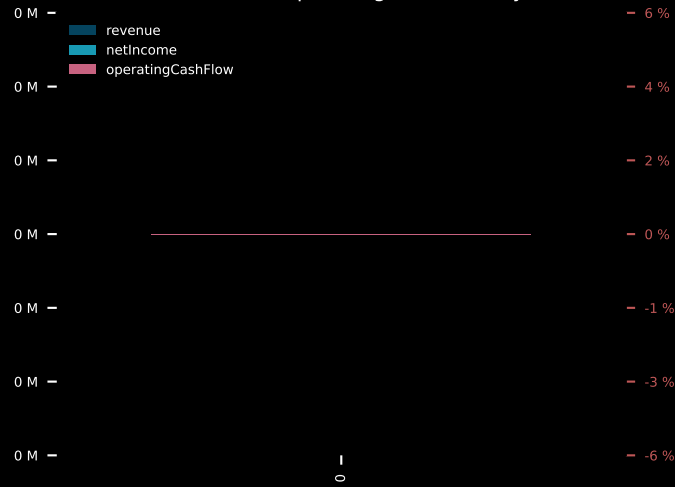 0 M
6 %
revenue
netIncome
operatingCashFlow
0 M
4 %
0 M
2 %
0 M
0 %
0 M
-1 %
0 M
-3 %
0 M
-6 %
0